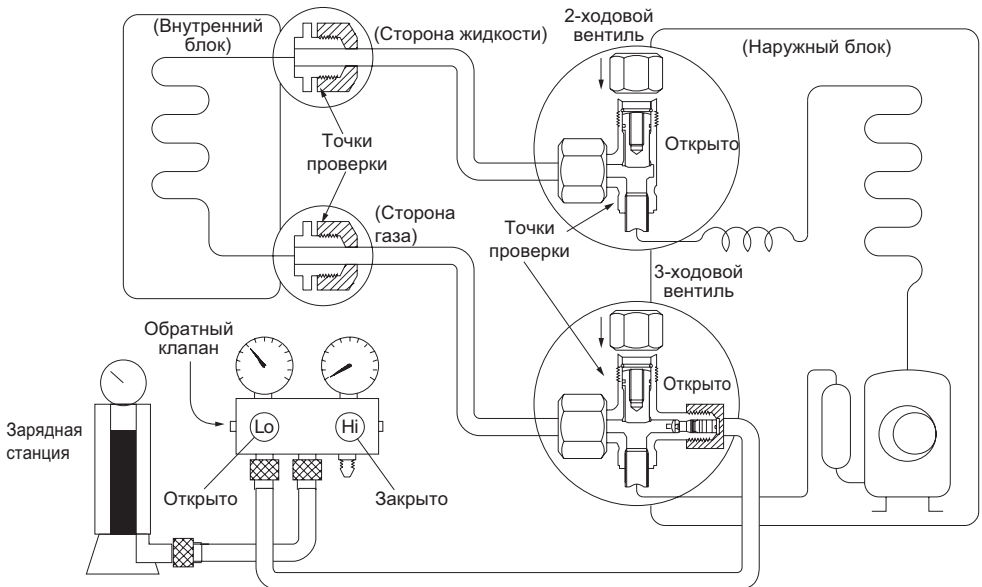 (Внутренний
блок)
(Сторона жидкости)
2-ходовой
вентиль
(Наружный блок)
Открыто
Точки
проверки
(Сторона
газа)
Точки
проверки
3-ходовой
вентиль
Обратный
клапан
Открыто
Зарядная
станция
Lo
Hi
Открыто
Закрыто